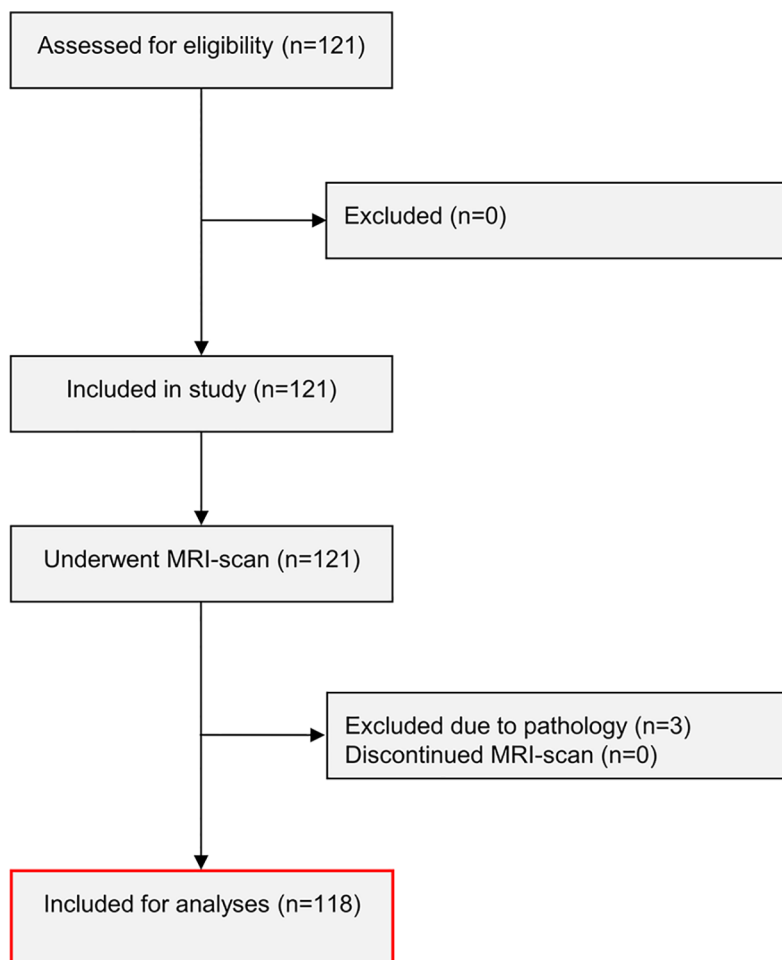 Assessed for eligibility (n=121)
Excluded (n=0)
Included in study (n=121)
Underwent MRI-scan (n=121)
Excluded due to pathology (n=3)
Discontinued MRI-scan (n=0)
Included for analyses (n=118)